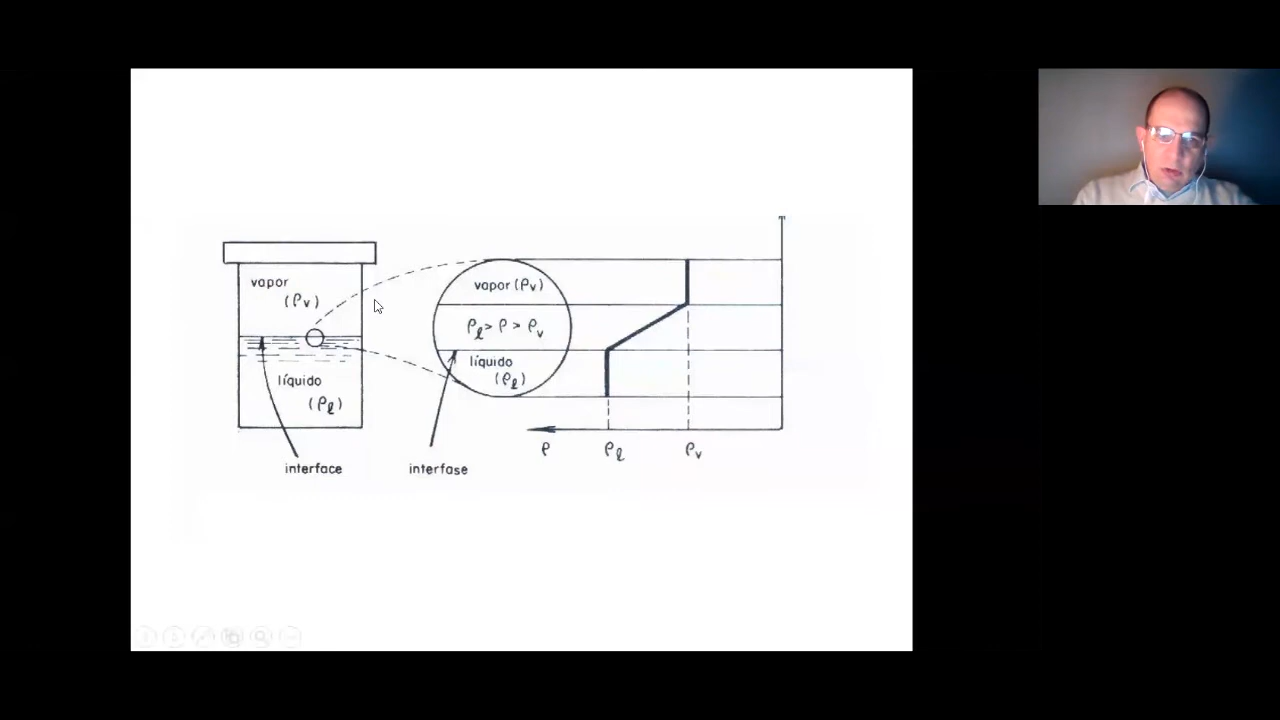 vapor
(ρv)
líquido
(ρℓ)
interface
vapor (ρv)
ρℓ > ρ > ρv
líquido
(ρℓ)
interfase
ρ
ρℓ
ρv